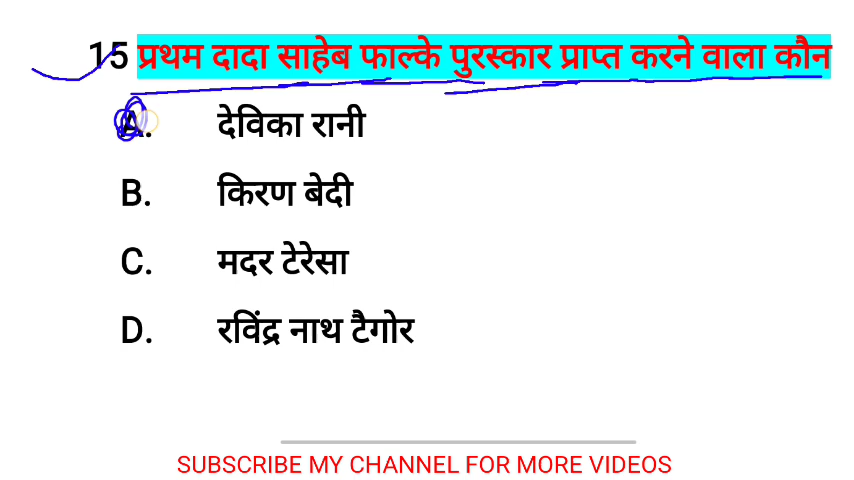 15 प्रथम दादा साहेब फाल्के पुरस्कार प्राप्त करने वाला कौन
A. देविका रानी
B. किरण बेदी
C. मदर टेरेसा
D. रविंद्र नाथ टैगोर
SUBSCRIBE MY CHANNEL FOR MORE VIDEOS